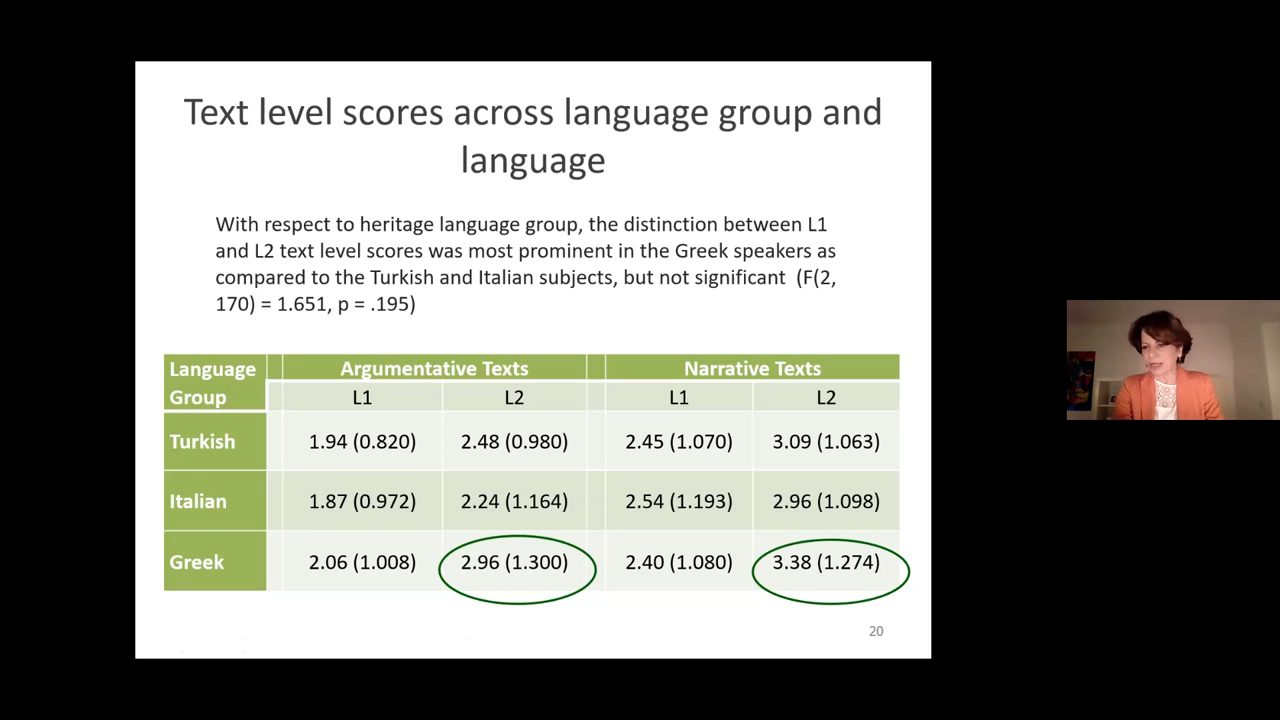 Text level scores across language group and
language
With respect to heritage language group, the distinction between L1
and L2 text level scores was most prominent in the Greek speakers as
compared to the Turkish and Italian subjects, but not significant (F(2,
170) = 1.651, p = .195)
Language Group Argumentative Texts Narrative Texts
L1 L2 L1 L2
Turkish 1.94 (0.820) 2.48 (0.980) 2.45 (1.070) 3.09 (1.063)
Italian 1.87 (0.972) 2.24 (1.164) 2.54 (1.193) 2.96 (1.098)
Greek 2.06 (1.008) 2.96 (1.300) 2.40 (1.080) 3.38 (1.274)
20